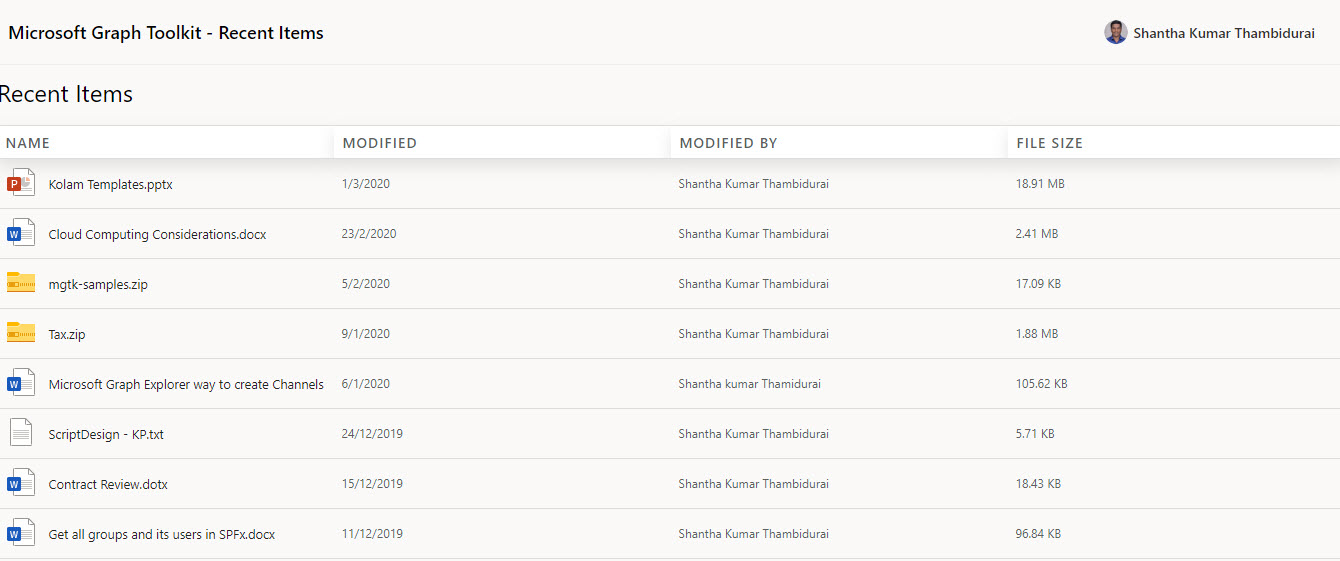 Microsoft Graph Toolkit - Recent Items Shantha Kumar Thambidurai
Recent Items
NAME MODIFIED MODIFIED BY FILE SIZE
Kolam Templates.pptx 1/3/2020 Shantha Kumar Thambidurai 18.91 MB
Cloud Computing Considerations.docx 23/2/2020 Shantha Kumar Thambidurai 2.41 MB
mgtk-samples.zip 5/2/2020 Shantha Kumar Thambidurai 17.09 KB
Tax.zip 9/1/2020 Shantha Kumar Thambidurai 1.88 MB
Microsoft Graph Explorer way to create Channels 6/1/2020 Shantha kumar Thamidurai 105.62 KB
ScriptDesign - KP.txt 24/12/2019 Shantha Kumar Thambidurai 5.71 KB
Contract Review.dotx 15/12/2019 Shantha Kumar Thambidurai 18.43 KB
Get all groups and its users in SPFx.docx 11/12/2019 Shantha Kumar Thambidurai 96.84 KB